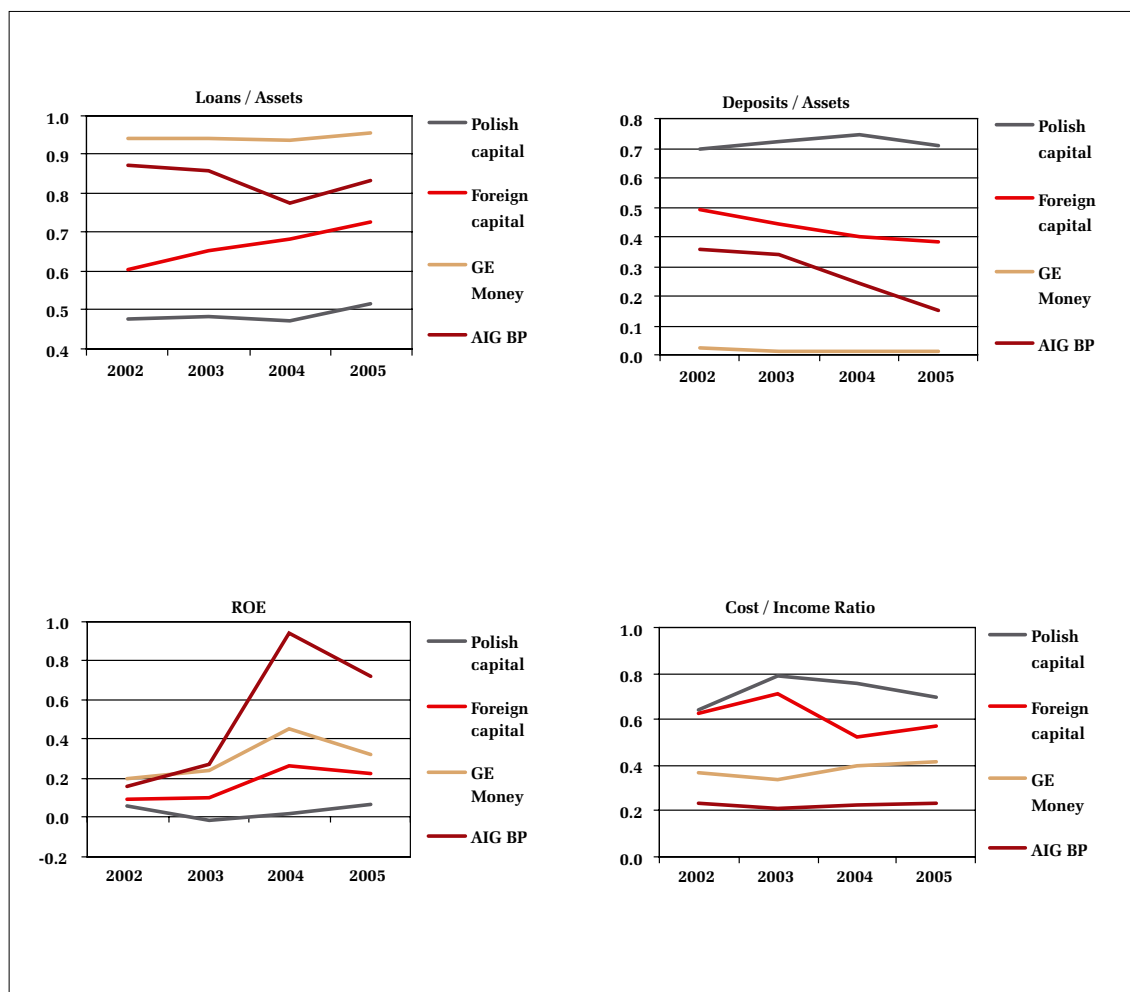 Loans / Assets
1.0
0.9
0.8
0.7
0.6
0.5
0.4
2002 2003 2004 2005
Polish
capital
Foreign
capital
GE
Money
AIG BP
Deposits / Assets
0.8
0.7
0.6
0.5
0.4
0.3
0.2
0.1
0.0
2002 2003 2004 2005
Polish
capital
Foreign
capital
GE
Money
AIG BP
ROE
1.0
0.8
0.6
0.4
0.2
0.0
-0.2
2002 2003 2004 2005
Polish
capital
Foreign
capital
GE
Money
AIG BP
Cost / Income Ratio
1.0
0.8
0.6
0.4
0.2
0.0
2002 2003 2004 2005
Polish
capital
Foreign
capital
GE
Money
AIG BP